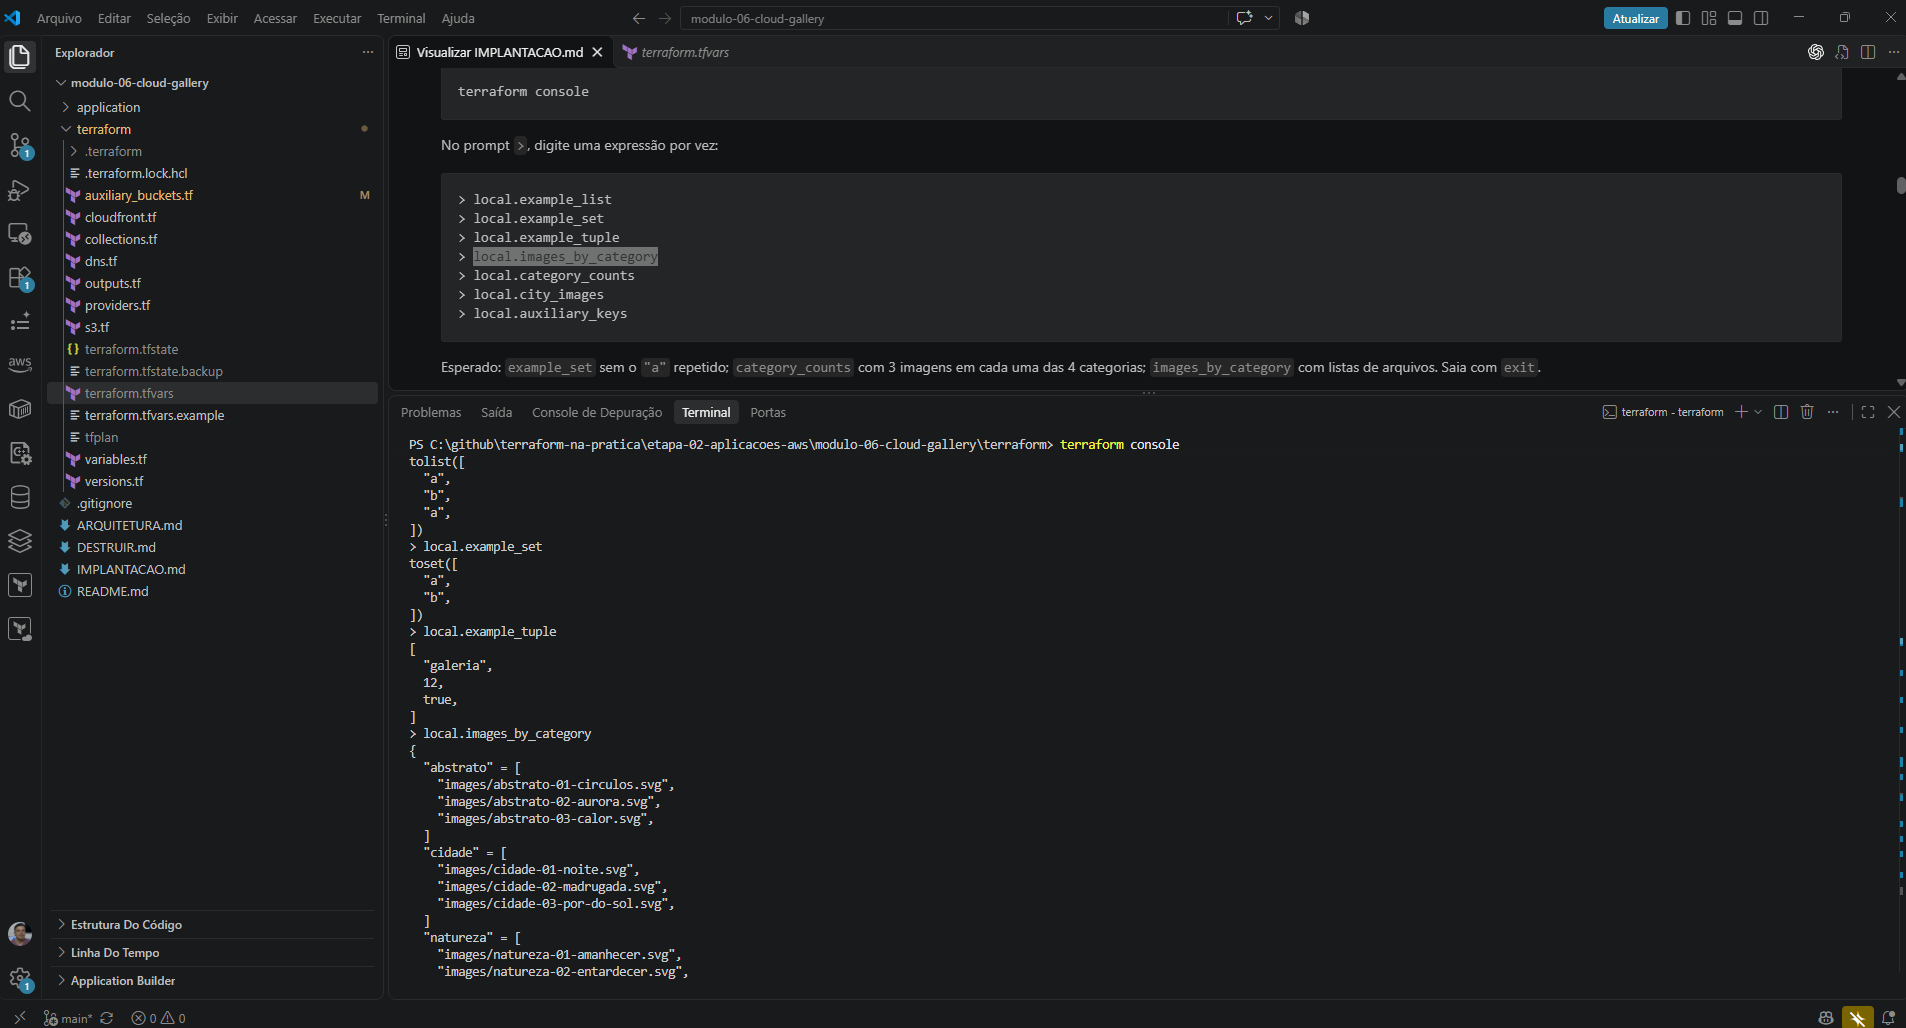 Arquivo Editar Seleção Exibir Acessar Executar Terminal Ajuda
modulo-06-cloud-gallery
Atualizar
Explorador
Visualizar IMPLANTACAO.md
terraform.tfvars
modulo-06-cloud-gallery
application
terraform
.terraform
.terraform.lock.hcl
auxiliary_buckets.tf M
cloudfront.tf
collections.tf
dns.tf
outputs.tf
providers.tf
s3.tf
terraform.tfstate
terraform.tfstate.backup
terraform.tfvars
terraform.tfvars.example
tfplan
variables.tf
versions.tf
.gitignore
ARQUITETURA.md
DESTRUIR.md
IMPLANTACAO.md
README.md
Estrutura Do Código
Linha Do Tempo
Application Builder
1
1
aws
1
terraform console
No prompt >, digite uma expressão por vez:
> local.example_list
> local.example_set
> local.example_tuple
> local.images_by_category
> local.category_counts
> local.city_images
> local.auxiliary_keys
Esperado: example_set sem o "a" repetido; category_counts com 3 imagens em cada uma das 4 categorias; images_by_category com listas de arquivos. Saia com exit.
Problemas Saída Console de Depuração Terminal Portas
terraform - terraform
PS C:\github\terraform-na-pratica\etapa-02-aplicacoes-aws\modulo-06-cloud-gallery\terraform> terraform console
tolist([
"a",
"b",
"a",
])
> local.example_set
toset([
"a",
"b",
])
> local.example_tuple
[
"galeria",
12,
true,
]
> local.images_by_category
{
"abstrato" = [
"images/abstrato-01-circulos.svg",
"images/abstrato-02-aurora.svg",
"images/abstrato-03-calor.svg",
]
"cidade" = [
"images/cidade-01-noite.svg",
"images/cidade-02-madrugada.svg",
"images/cidade-03-por-do-sol.svg",
]
"natureza" = [
"images/natureza-01-amanhecer.svg",
"images/natureza-02-entardecer.svg",
main* 0 0